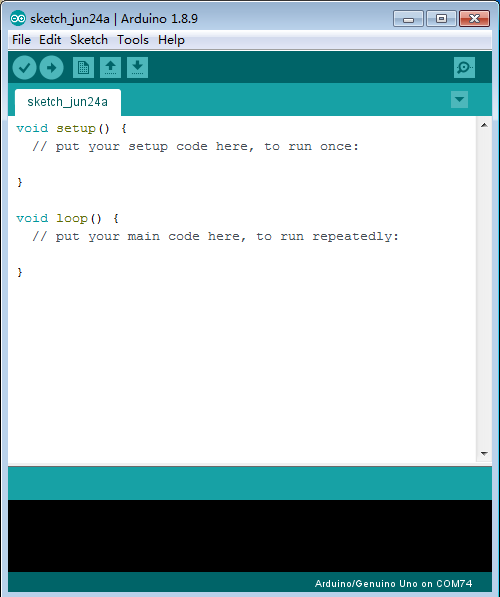 sketch_jun24a | Arduino 1.8.9
File Edit Sketch Tools Help
sketch_jun24a
void setup() {
  // put your setup code here, to run once:
}
void loop() {
  // put your main code here, to run repeatedly:
}
Arduino/Genuino Uno on COM74